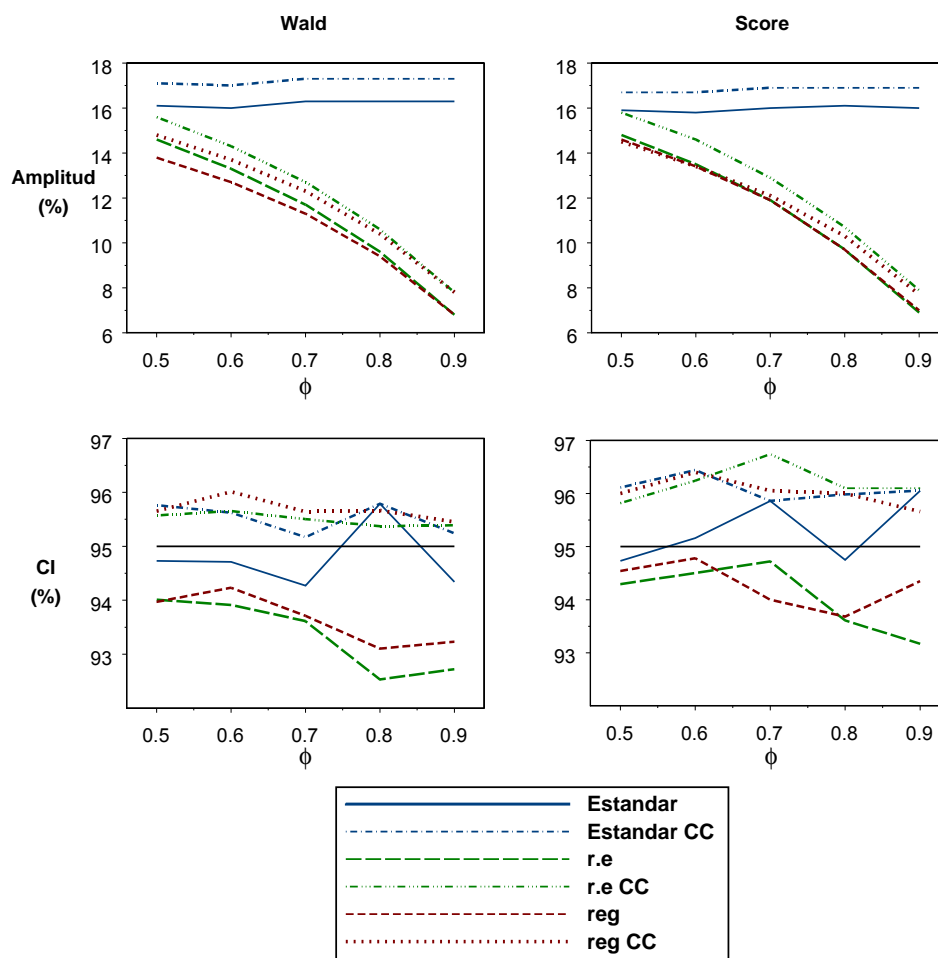 Wald Score
18 18
16 16
14 14
Amplitud 12 12
(%)
10 10
8 8
6 6
0.5 0.6 0.7 0.8 0.9 0.5 0.6 0.7 0.8 0.9
ϕ ϕ
97 97
96 96
95 95
CI
(%)
94 94
93 93
0.5 0.6 0.7 0.8 0.9 0.5 0.6 0.7 0.8 0.9
ϕ ϕ
Estandar
Estandar CC
r.e
r.e CC
reg
reg CC